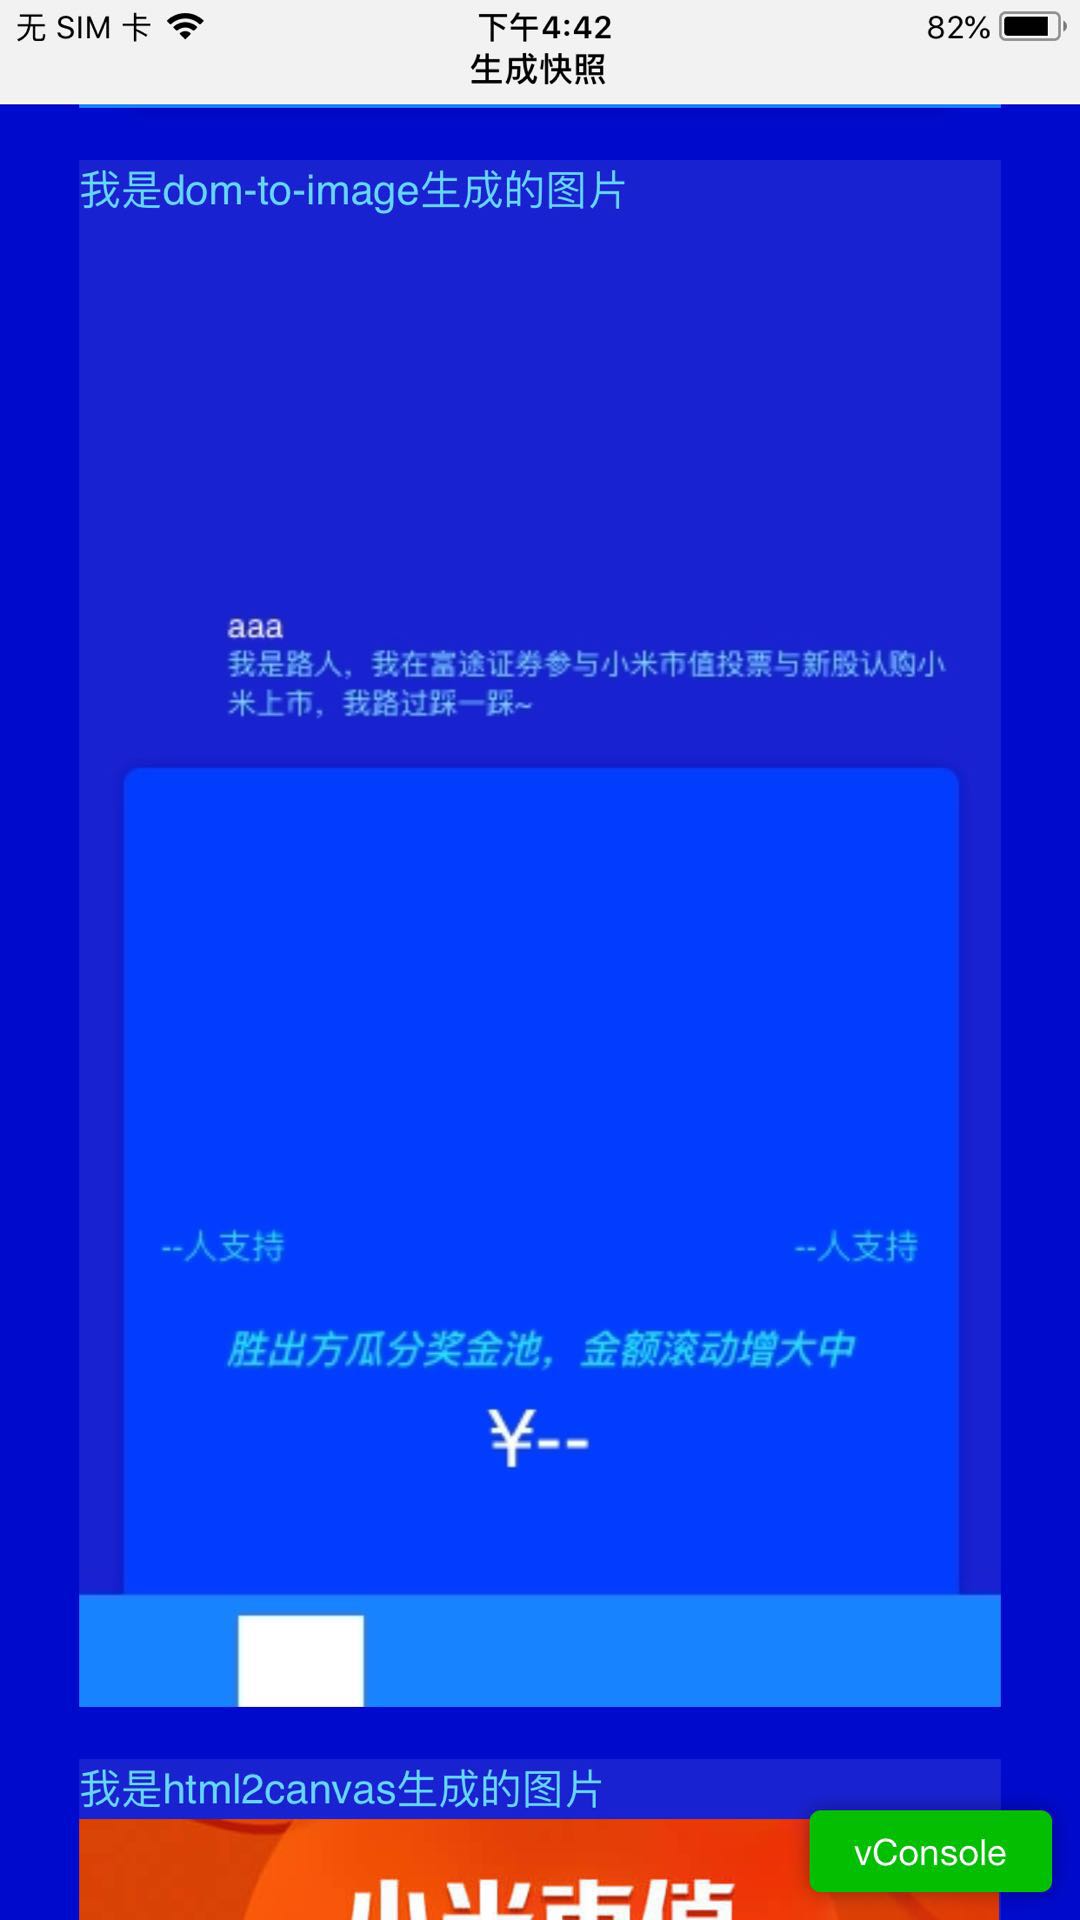 无 SIM 卡 下午4:42 82%
生成快照
我是dom-to-image生成的图片
aaa
我是路人，我在富途证券参与小米市值投票与新股认购小
米上市，我路过踩一踩~
--人支持 --人支持
胜出方瓜分奖金池，金额滚动增大中
¥--
我是html2canvas生成的图片
vConsole
小米市值